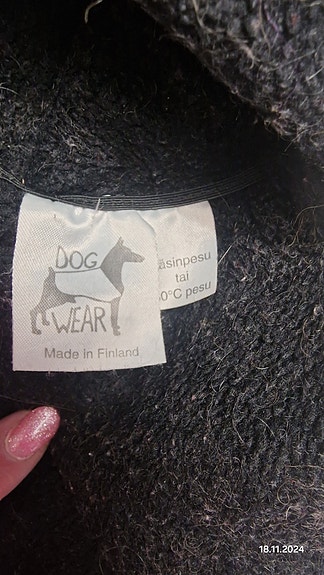 DOG
WEAR
Made in Finland
äsinpesu
tai
0°C pesu
18.11.2024